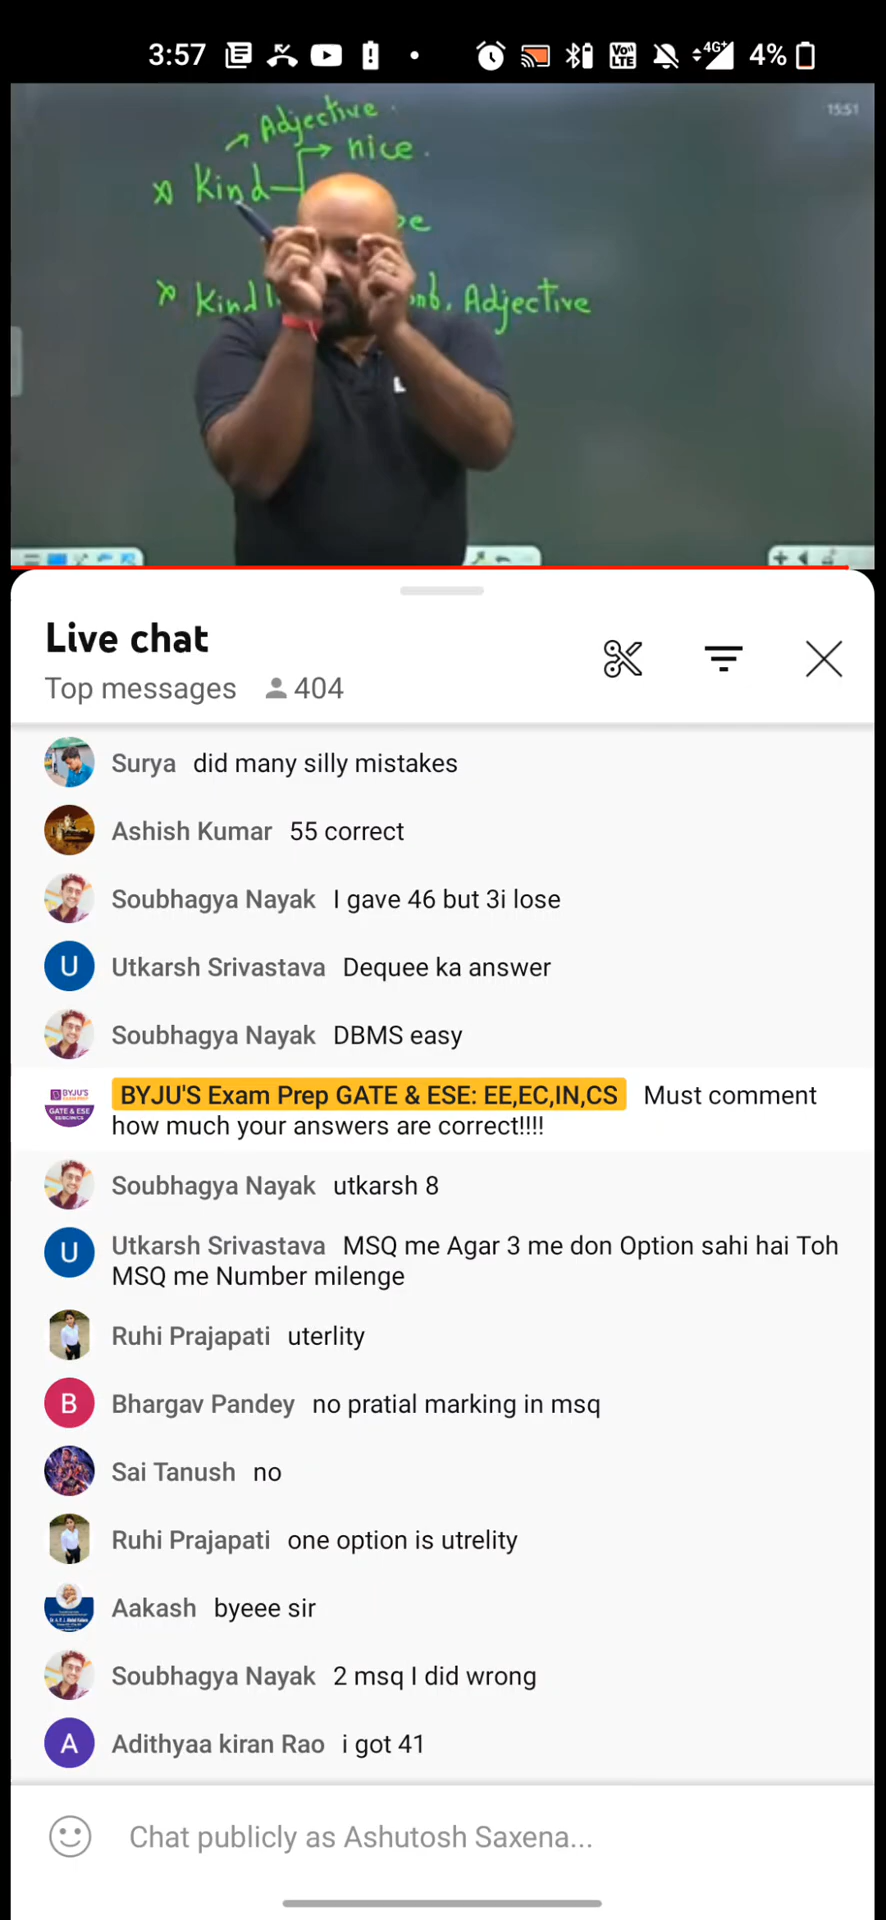 3:57
4G+
Vo))
LTE
4%
15:51
→ Adjective.
Kind → nice.
Adjective
Live chat
Top messages 404
Surya did many silly mistakes
Ashish Kumar 55 correct
Soubhagya Nayak I gave 46 but 3i lose
U
Utkarsh Srivastava Dequee ka answer
Soubhagya Nayak DBMS easy
BYJU'S
GATE & ESE
BYJU'S Exam Prep GATE & ESE: EE,EC,IN,CS Must comment
how much your answers are correct!!!!
Soubhagya Nayak utkarsh 8
U
Utkarsh Srivastava MSQ me Agar 3 me don Option sahi hai Toh
MSQ me Number milenge
Ruhi Prajapati uterlity
B
Bhargav Pandey no pratial marking in msq
Sai Tanush no
Ruhi Prajapati one option is utrelity
Aakash byeee sir
Soubhagya Nayak 2 msq I did wrong
A
Adithyaa kiran Rao i got 41
Chat publicly as Ashutosh Saxena...